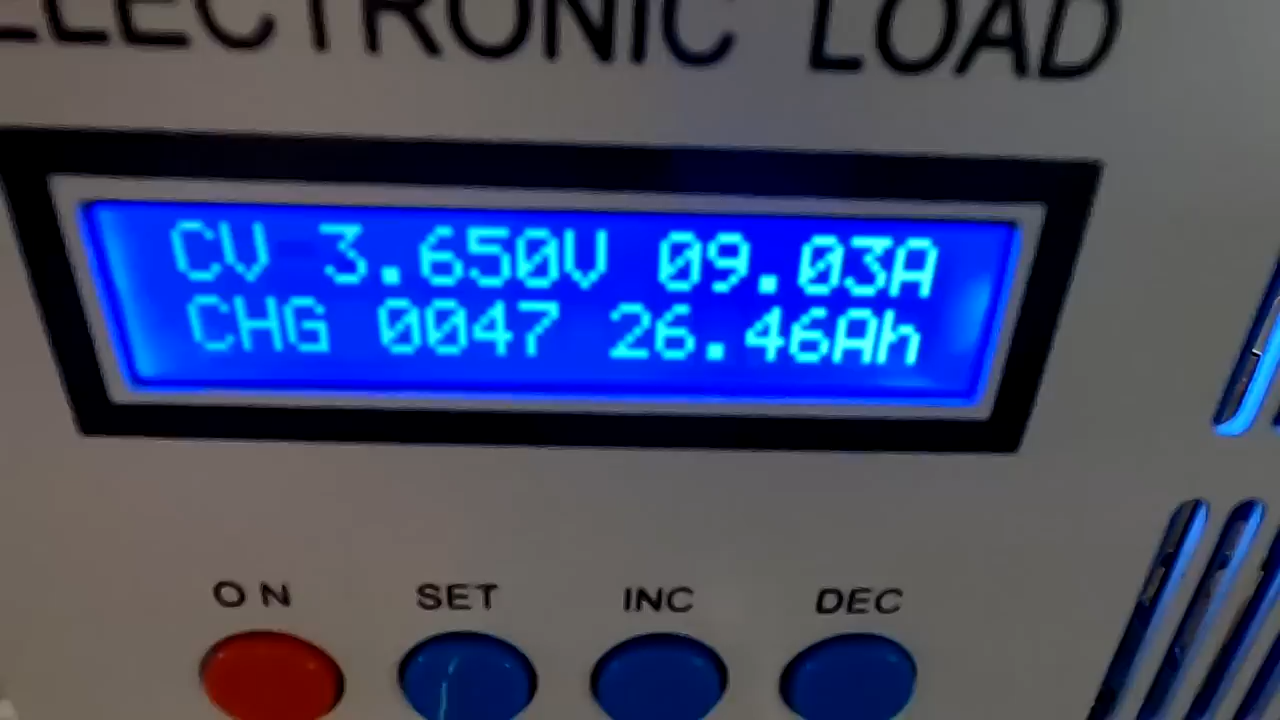 ELECTRONIC LOAD
CV 3.650V 09.03A
CHG 0047 26.46Ah
ON SET INC DEC